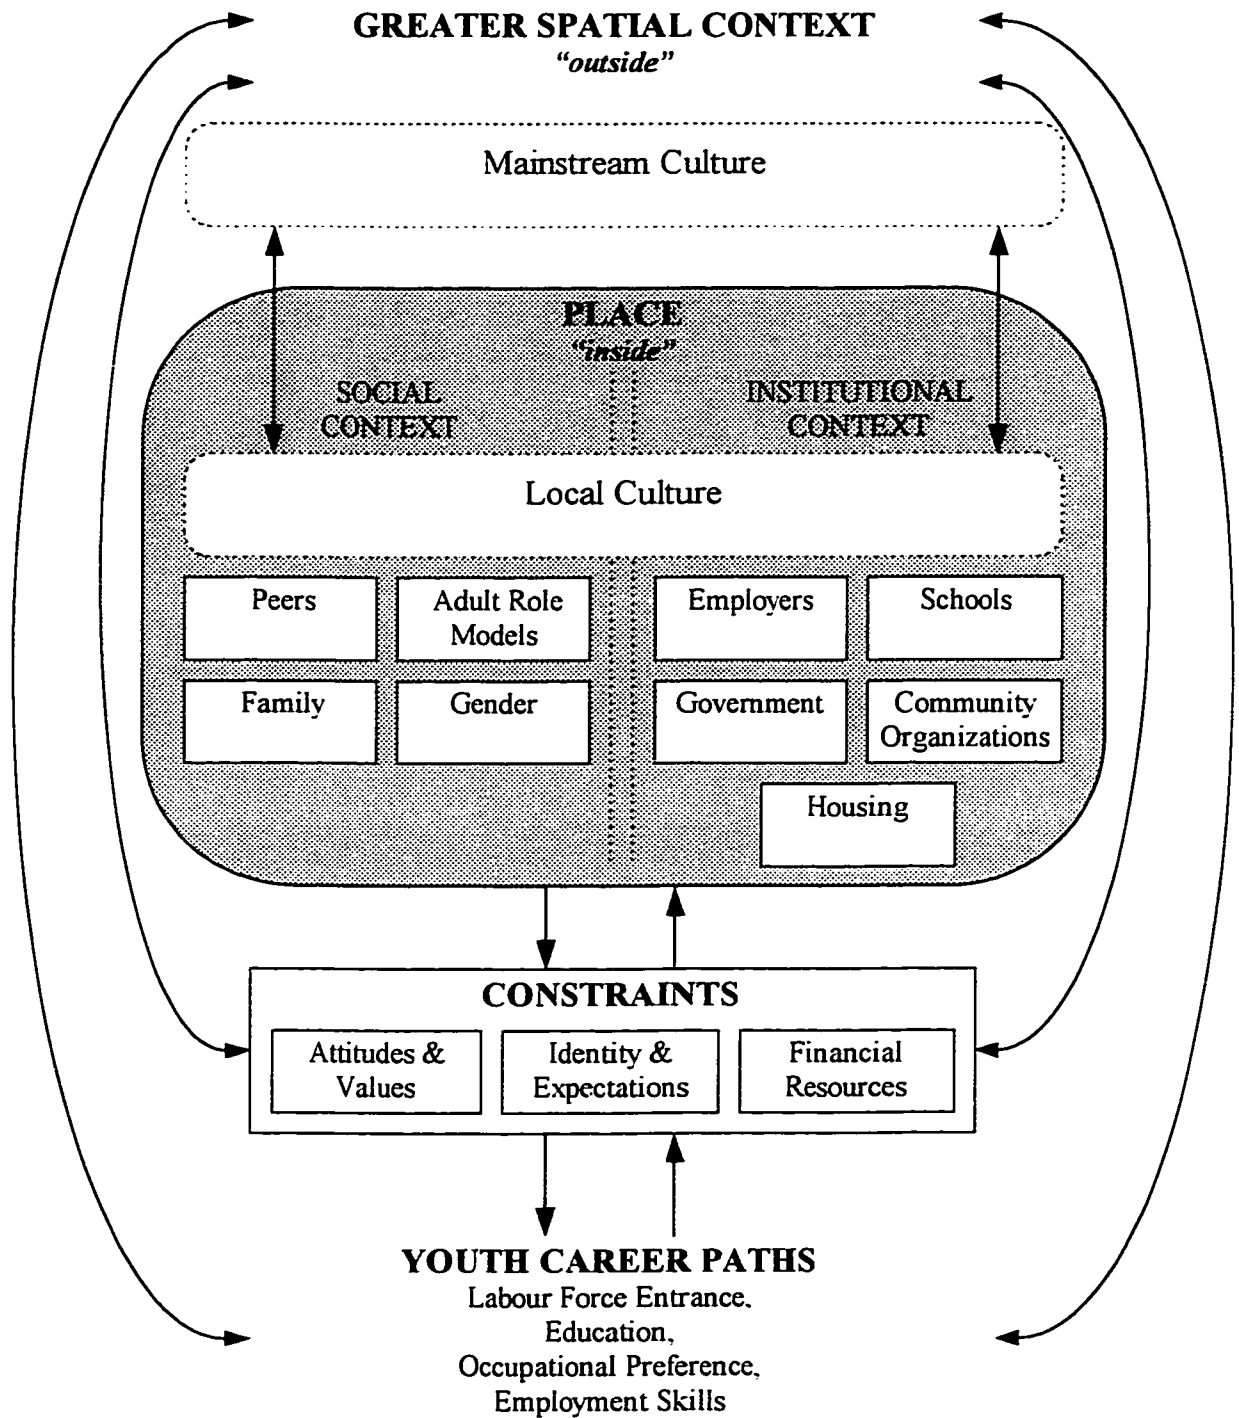 GREATER SPATIAL CONTEXT
“outside”
Mainstream Culture
PLACE
“inside”
SOCIAL
CONTEXT
INSTITUTIONAL
CONTEXT
Local Culture
Peers
Adult Role
Models
Employers
Schools
Family
Gender
Government
Community
Organizations
Housing
CONSTRAINTS
Attitudes &
Values
Identity &
Expectations
Financial
Resources
YOUTH CAREER PATHS
Labour Force Entrance,
Education,
Occupational Preference,
Employment Skills